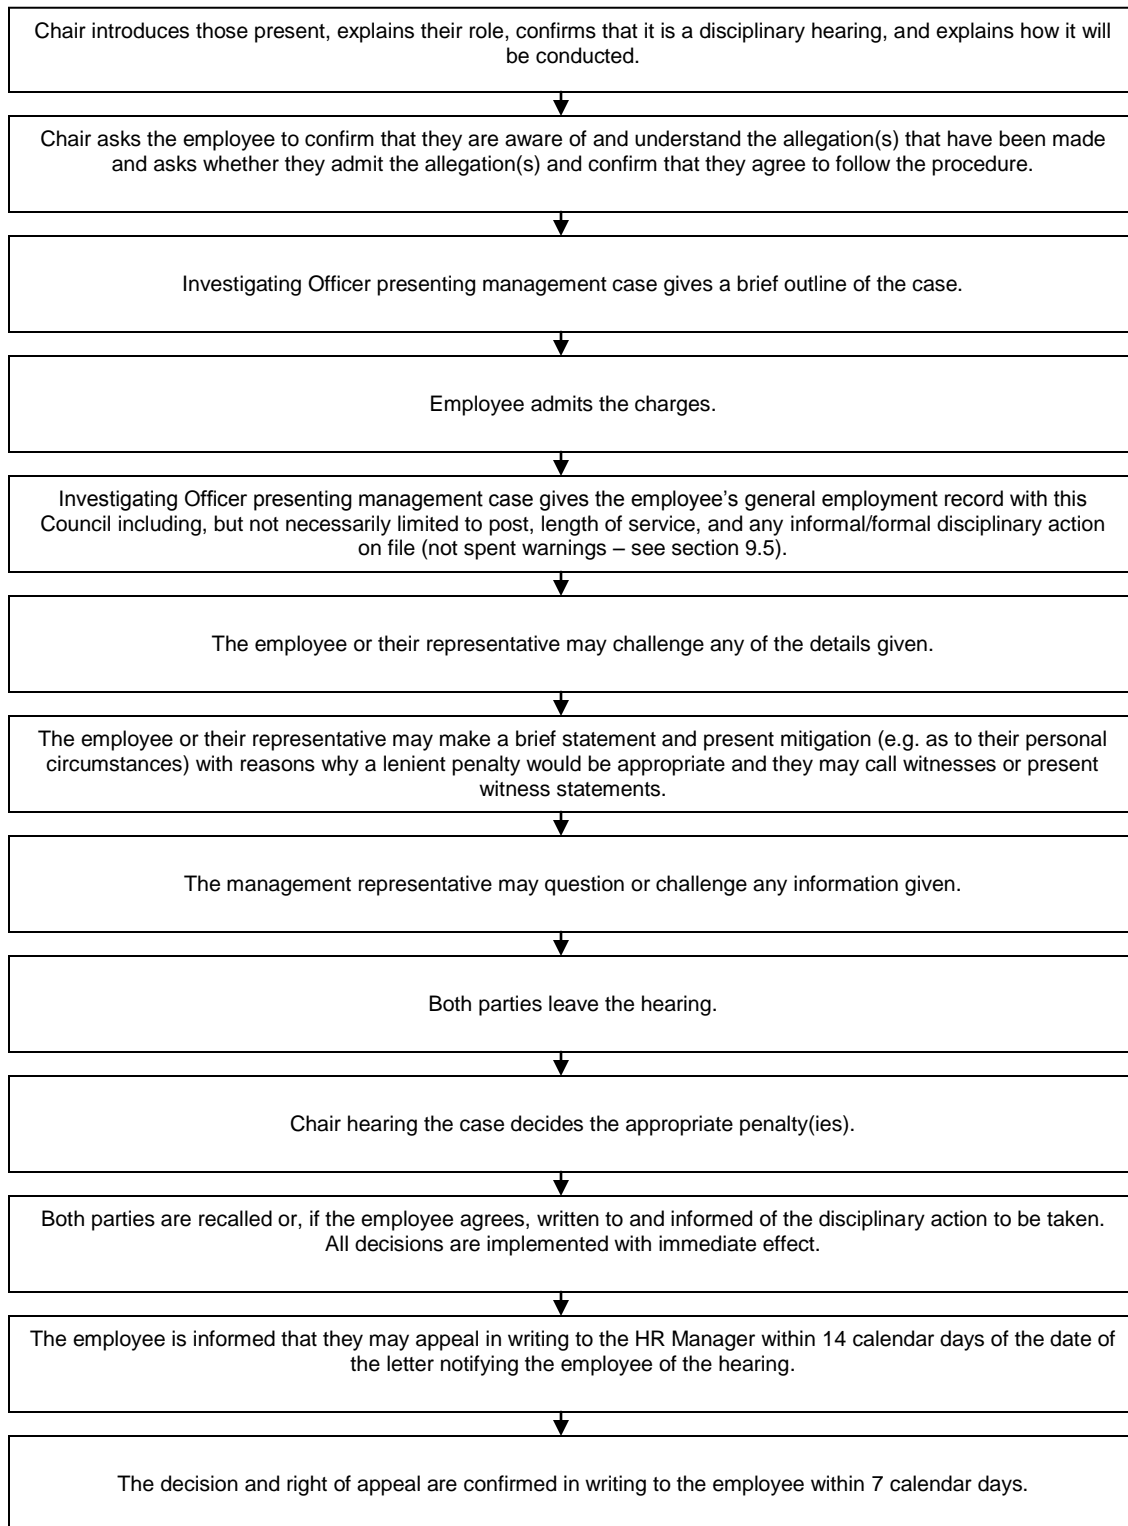 Chair introduces those present, explains their role, confirms that it is a disciplinary hearing, and explains how it will
be conducted.
Chair asks the employee to confirm that they are aware of and understand the allegation(s) that have been made
and asks whether they admit the allegation(s) and confirm that they agree to follow the procedure.
Investigating Officer presenting management case gives a brief outline of the case.
Employee admits the charges.
Investigating Officer presenting management case gives the employee’s general employment record with this
Council including, but not necessarily limited to post, length of service, and any informal/formal disciplinary action
on file (not spent warnings – see section 9.5).
The employee or their representative may challenge any of the details given.
The employee or their representative may make a brief statement and present mitigation (e.g. as to their personal
circumstances) with reasons why a lenient penalty would be appropriate and they may call witnesses or present
witness statements.
The management representative may question or challenge any information given.
Both parties leave the hearing.
Chair hearing the case decides the appropriate penalty(ies).
Both parties are recalled or, if the employee agrees, written to and informed of the disciplinary action to be taken.
All decisions are implemented with immediate effect.
The employee is informed that they may appeal in writing to the HR Manager within 14 calendar days of the date of
the letter notifying the employee of the hearing.
The decision and right of appeal are confirmed in writing to the employee within 7 calendar days.